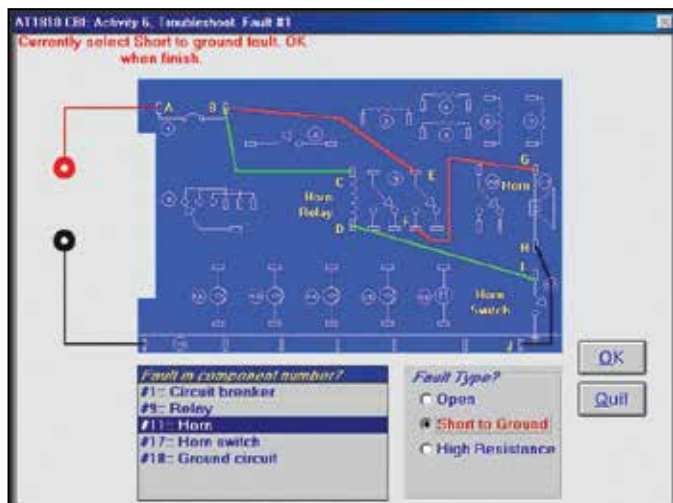 AT1810 CBI: Activity 6, Troubleshoot. Fault #1
Currently select Short to ground fault. OK
when finish.
A
B
C
E
G
Horn
Relay
Horn
D
F
H
I
Horn
Switch
J
Fault in component number?
#1:: Circuit breaker
#9:: Relay
#11:: Horn
#17:: Horn switch
#18:: Ground circuit
Fault Type?
Open
Short to Ground
High Resistance
OK
Quit